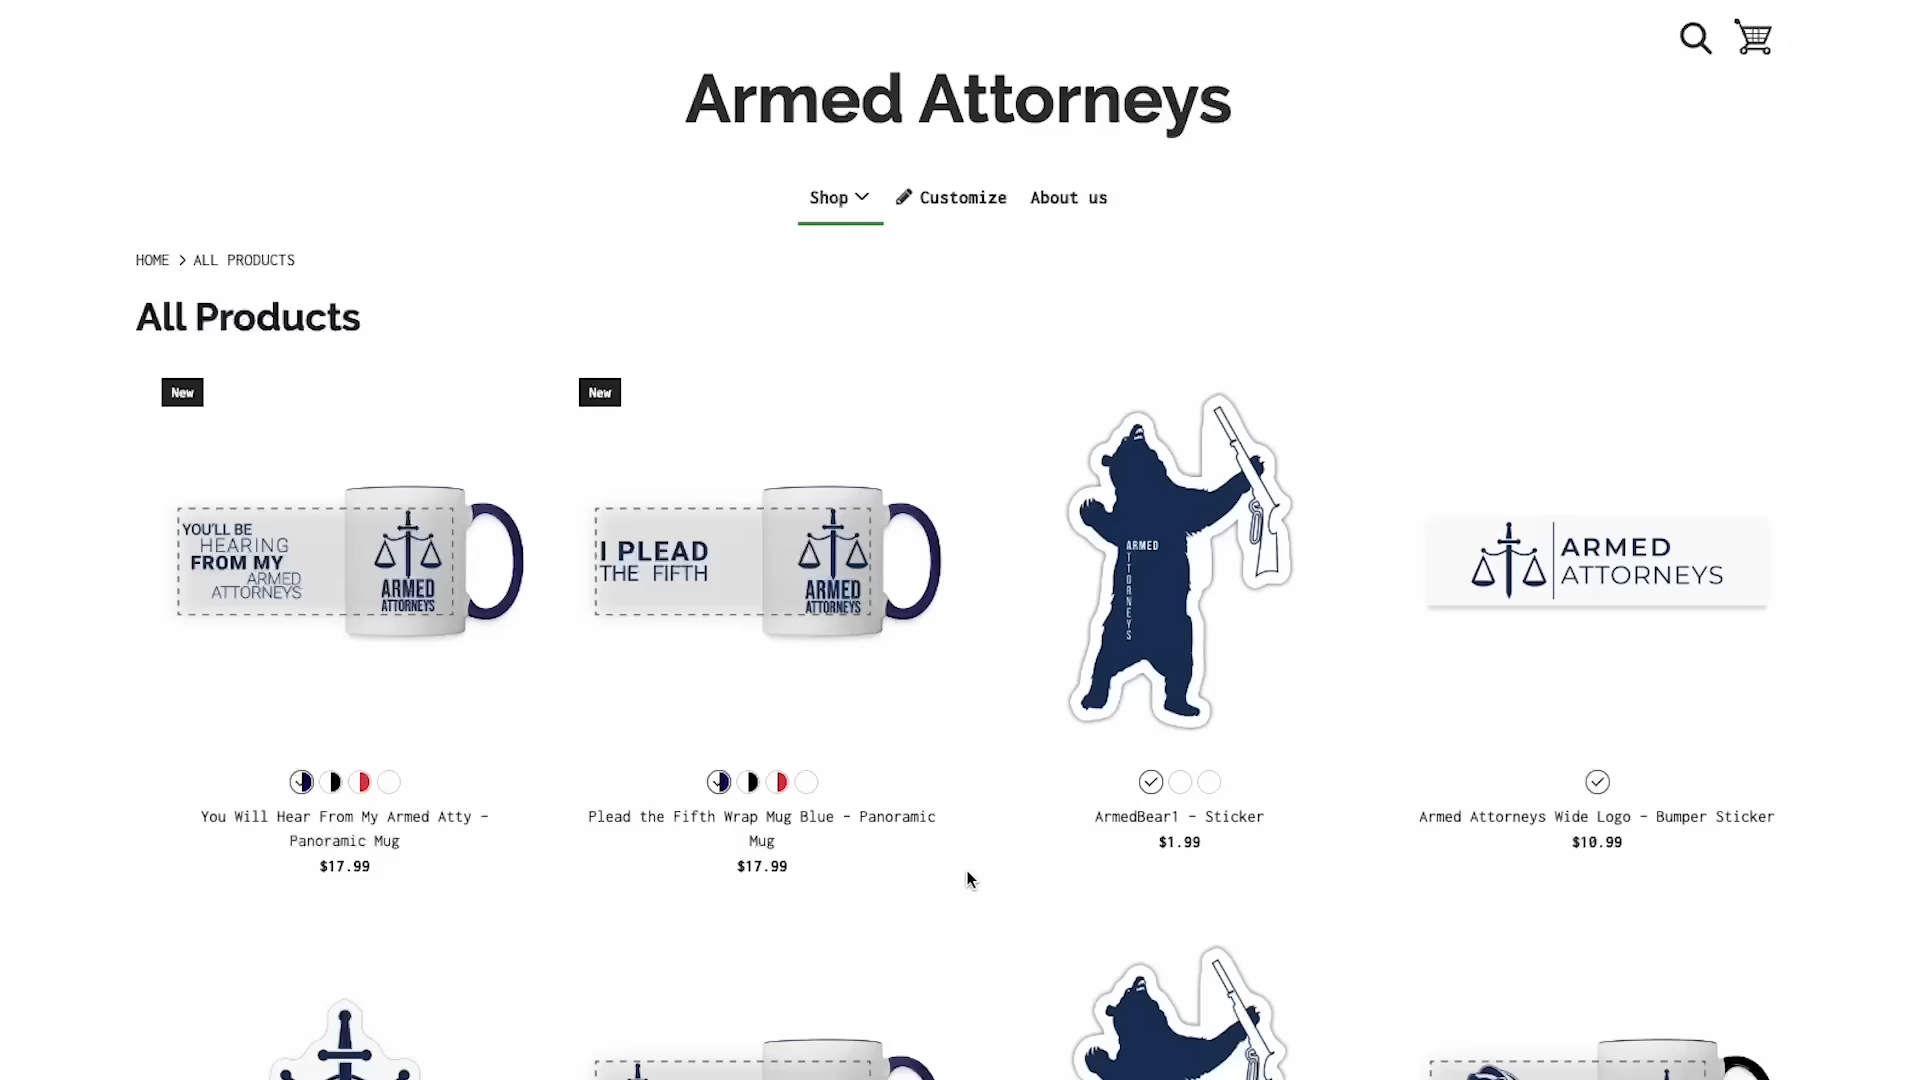 Armed Attorneys
Shop Customize About us
HOME > ALL PRODUCTS
All Products
New
New
YOU'LL BE
HEARING
FROM MY
ARMED
ATTORNEYS
ARMED
ATTORNEYS
I PLEAD
THE FIFTH
ARMED
ATTORNEYS
ARMED
ATTORNEYS
ARMED
ATTORNEYS
You Will Hear From My Armed Atty –
Panoramic Mug
$17.99
Plead the Fifth Wrap Mug Blue – Panoramic
Mug
$17.99
ArmedBear1 – Sticker
$1.99
Armed Attorneys Wide Logo – Bumper Sticker
$10.99